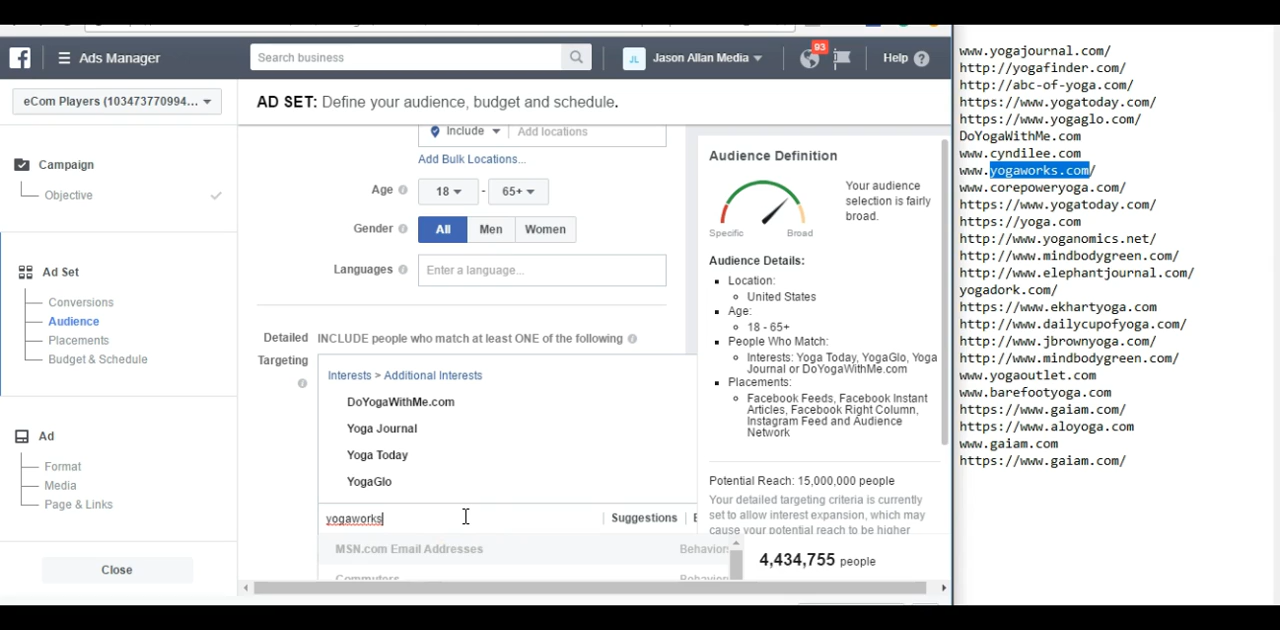 Ads Manager
Search business
JL
Jason Allan Media
93
Help
eCom Players (103473770994...
AD SET: Define your audience, budget and schedule.
Campaign
Objective
Ad Set
Conversions
Audience
Placements
Budget & Schedule
Ad
Format
Media
Page & Links
Close
Include
Add locations
Add Bulk Locations...
Age
18
-
65+
Gender
All
Men
Women
Languages
Enter a language...
Detailed
Targeting
INCLUDE people who match at least ONE of the following
Interests > Additional Interests
DoYogaWithMe.com
Yoga Journal
Yoga Today
YogaGlo
yogaworks
Suggestions
MSN.com Email Addresses
Behavior
Commuters
Audience Definition
Specific
Broad
Your audience
selection is fairly
broad.
Audience Details:
Location:
United States
Age:
18 - 65+
People Who Match:
Interests: Yoga Today, YogaGlo, Yoga
Journal or DoYogaWithMe.com
Placements:
Facebook Feeds, Facebook Instant
Articles, Facebook Right Column,
Instagram Feed and Audience
Network
Potential Reach: 15,000,000 people
Your detailed targeting criteria is currently
set to allow interest expansion, which may
cause your potential reach to be higher
4,434,755 people
www.yogajournal.com/
http://yogafinder.com/
http://abc-of-yoga.com/
https://www.yogatoday.com/
https://www.yogaglo.com/
DoYogaWithMe.com
www.cyndilee.com
www.yogaworks.com/
www.corepoweryoga.com/
https://www.yogatoday.com/
https://yoga.com
http://www.yoganomics.net/
http://www.mindbodygreen.com/
http://www.elephantjournal.com/
yogadork.com/
https://www.ekhartyoga.com
http://www.dailycupofyoga.com/
http://www.jbrownyoga.com/
http://www.mindbodygreen.com/
www.yogaoutlet.com
www.barefootyoga.com
https://www.gaiam.com/
https://www.aloyoga.com
www.gaiam.com
https://www.gaiam.com/